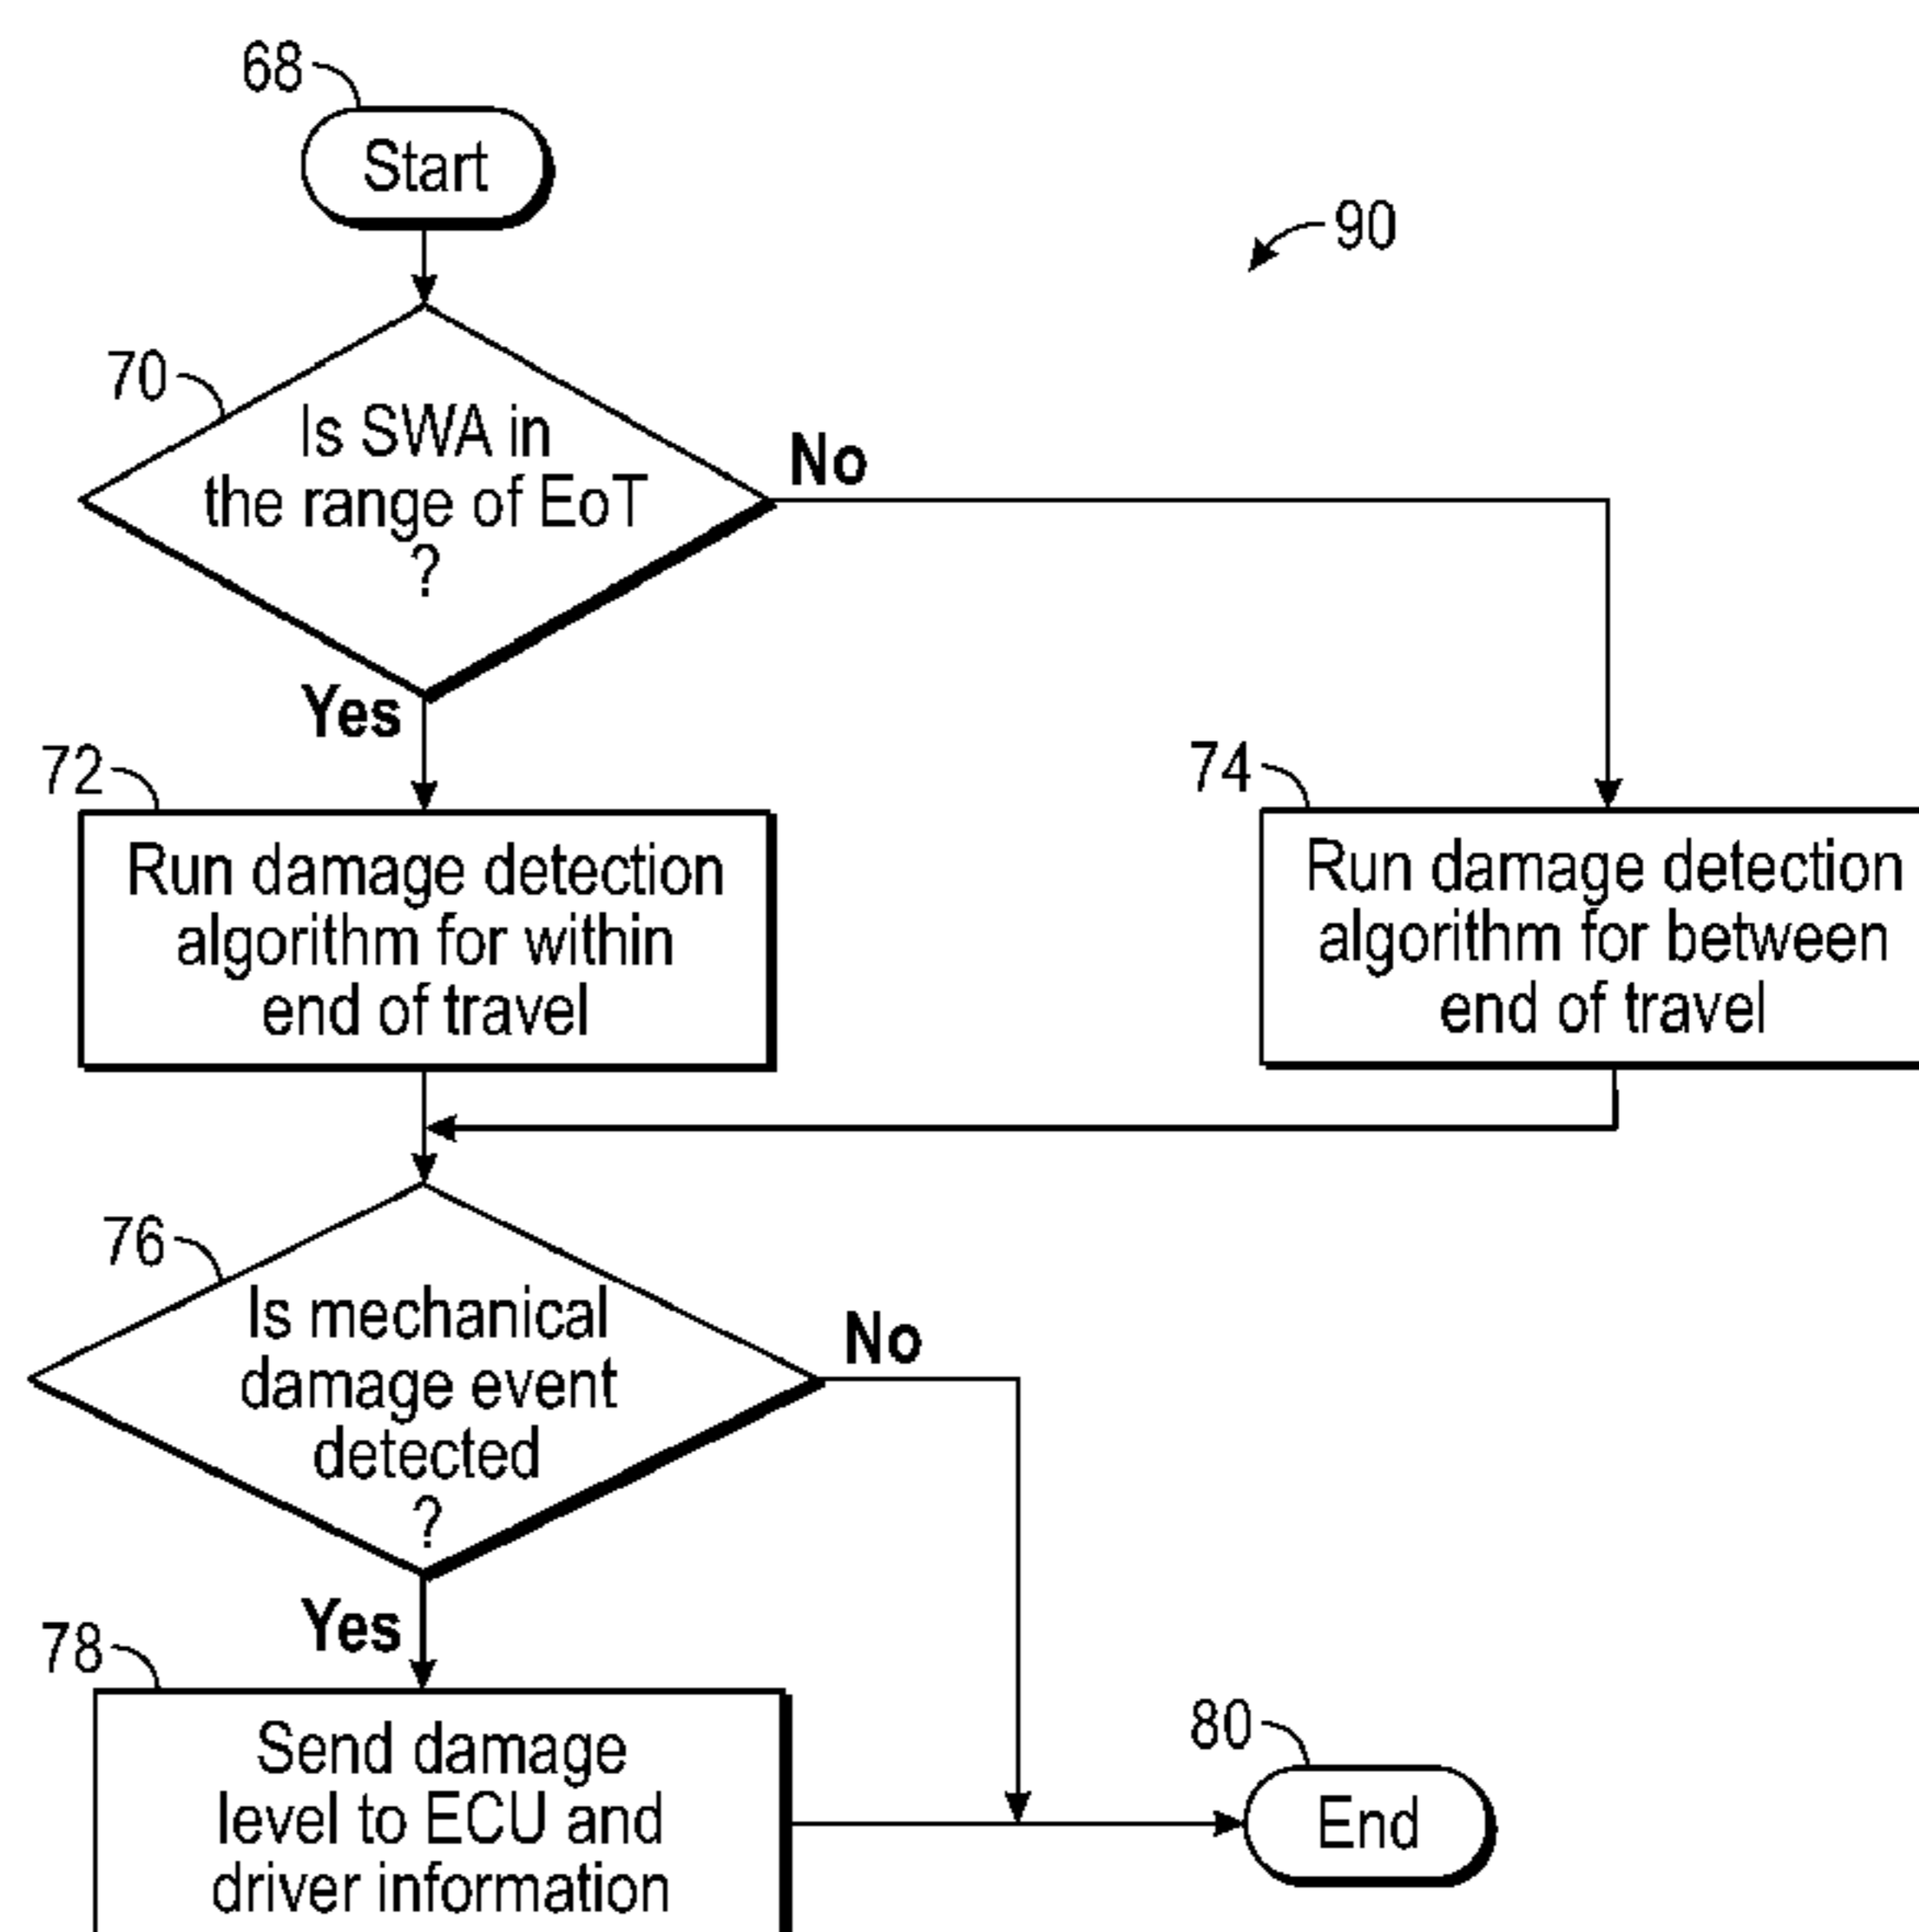 68
Start
90
70
Is SWA in
the range of EoT
?
No
Yes
72
Run damage detection
algorithm for within
end of travel
74
Run damage detection
algorithm for between
end of travel
76
Is mechanical
damage event
detected
?
No
Yes
78
Send damage
level to ECU and
driver information
80
End